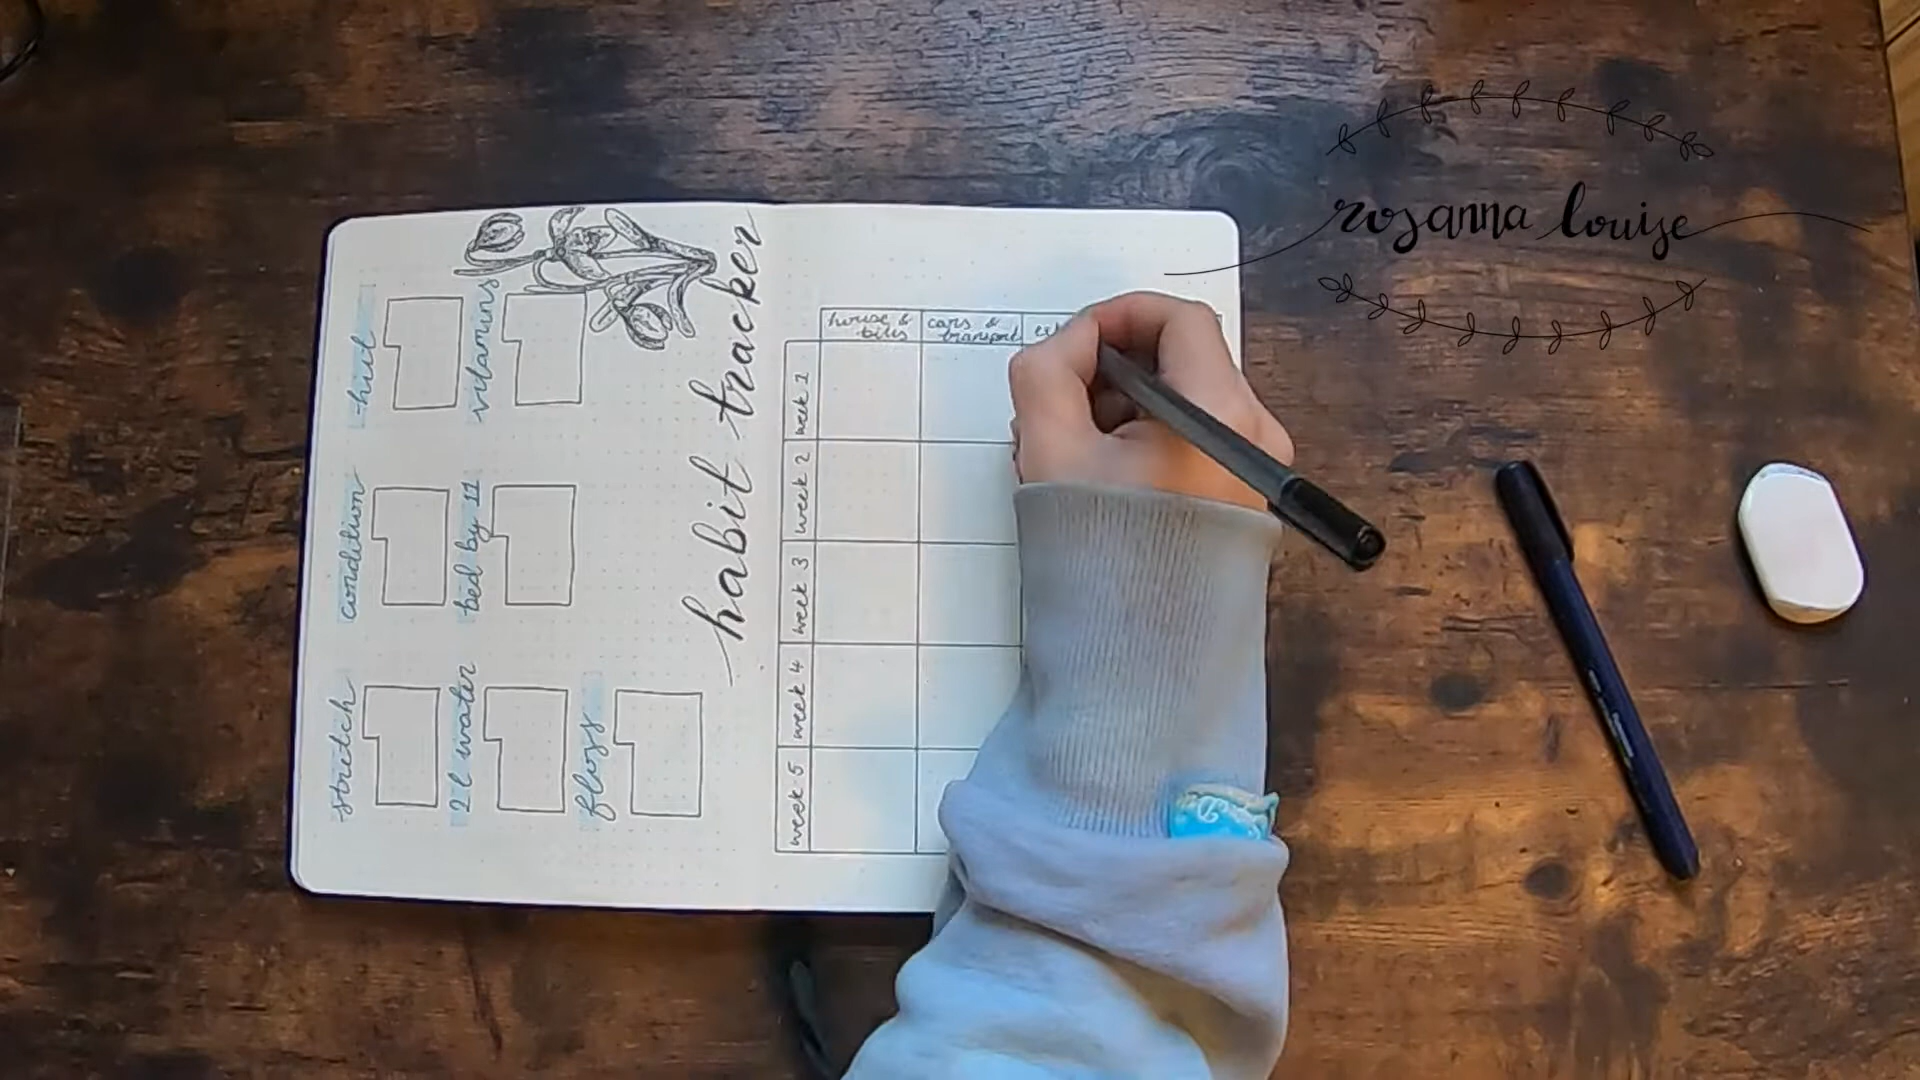 rosanna louise
habit tracker
stretch
condition
2l water
bed by 11
vitamins
floss
house &
bills
cars &
transport
week 1
week 2
week 3
week 4
week 5